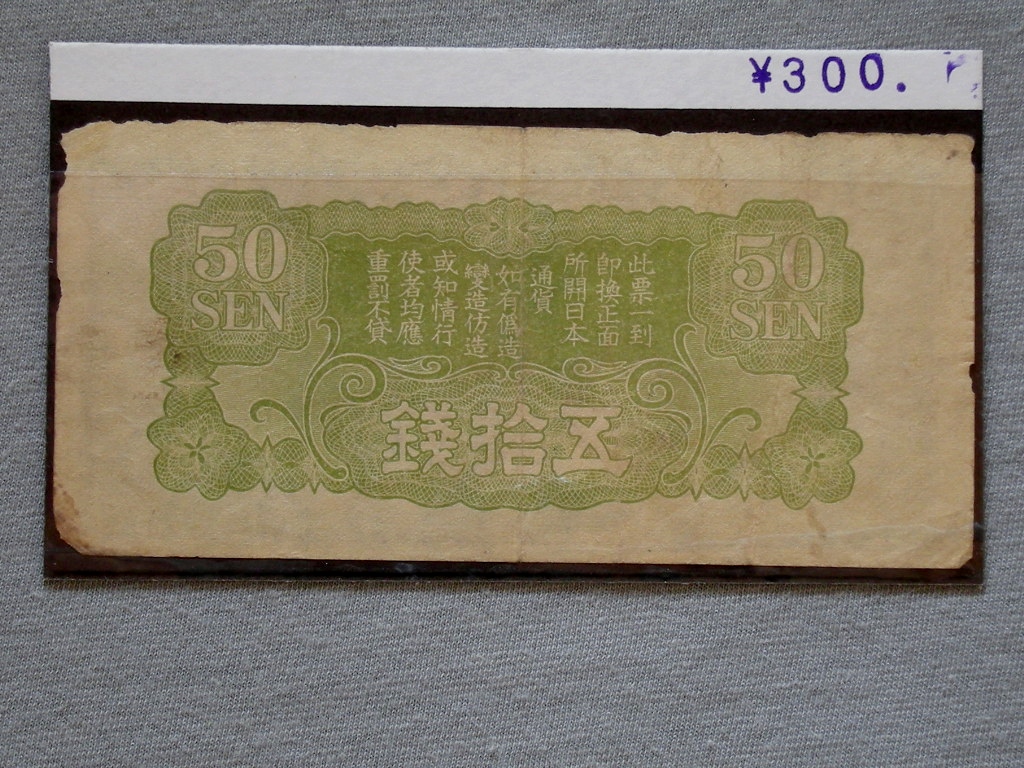 ¥300.
50
SEN
50
SEN
此票一到
即換正面
所開日本
通貨
如有偽造
變造仿造
或知情行
使者均應
重罰不貸
五拾錢